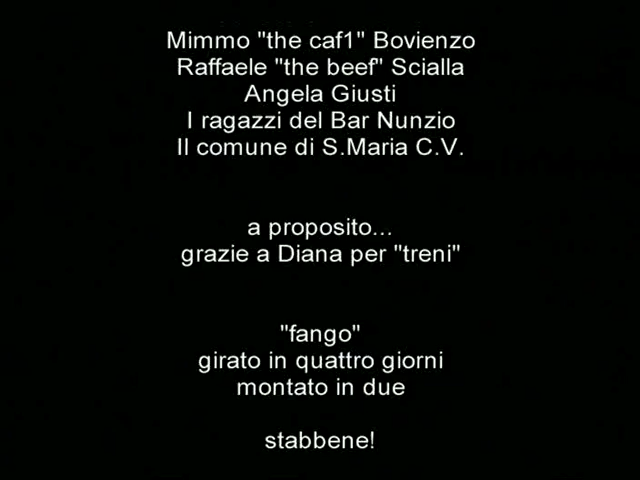 Mimmo "the caf1" Bovienzo
Raffaele "the beef" Scialla
Angela Giusti
I ragazzi del Bar Nunzio
Il comune di S.Maria C.V.
a proposito...
grazie a Diana per "treni"
"fango"
girato in quattro giorni
montato in due
stabbene!